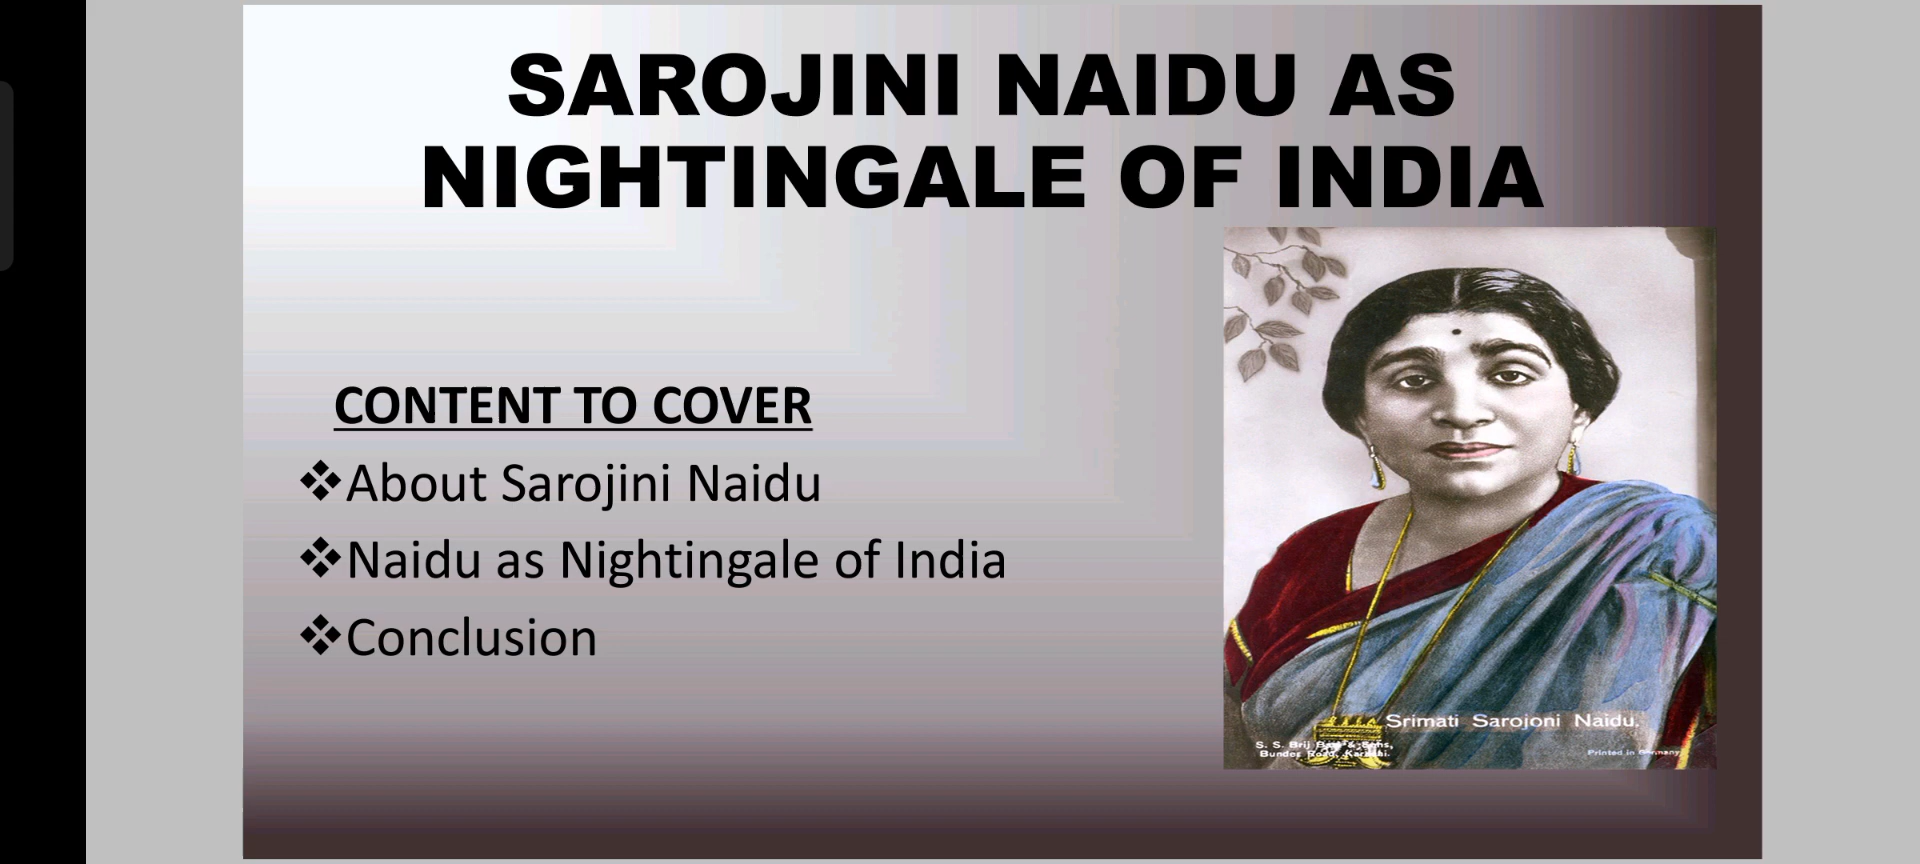 SAROJINI NAIDU AS
NIGHTINGALE OF INDIA
CONTENT TO COVER
❖About Sarojini Naidu
❖Naidu as Nightingale of India
❖Conclusion
Srimati Sarojoni Naidu.
S. S. Brij & Sons,
Bunder Road, Karachi.
Printed in Germany